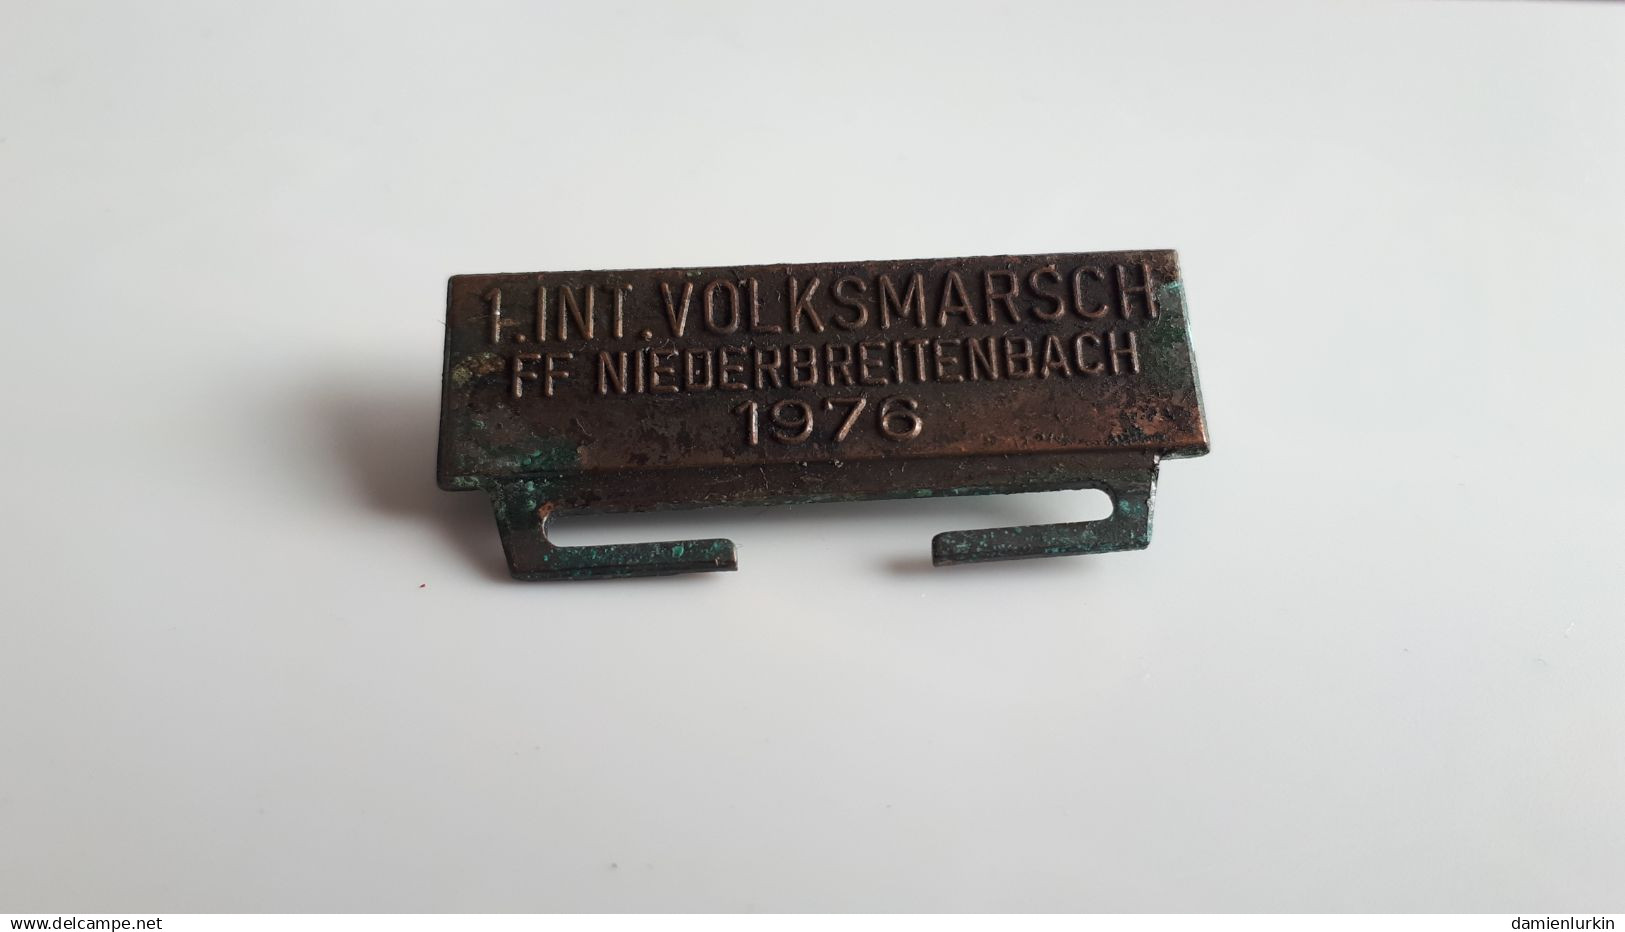 1.INT.VOLKSMARSCH
FF NIEDERBREITENBACH
1976
www.delcampe.net
damienlurkin